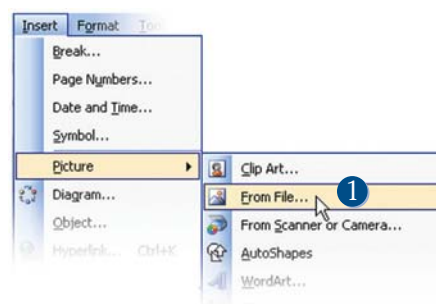 Insert Format Tools
Break...
Page Numbers...
Date and Time...
Symbol...
Picture
Clip Art...
Diagram...
From File... 1
Object...
From Scanner or Camera...
Hyperlink... Ctrl+K
AutoShapes
WordArt...